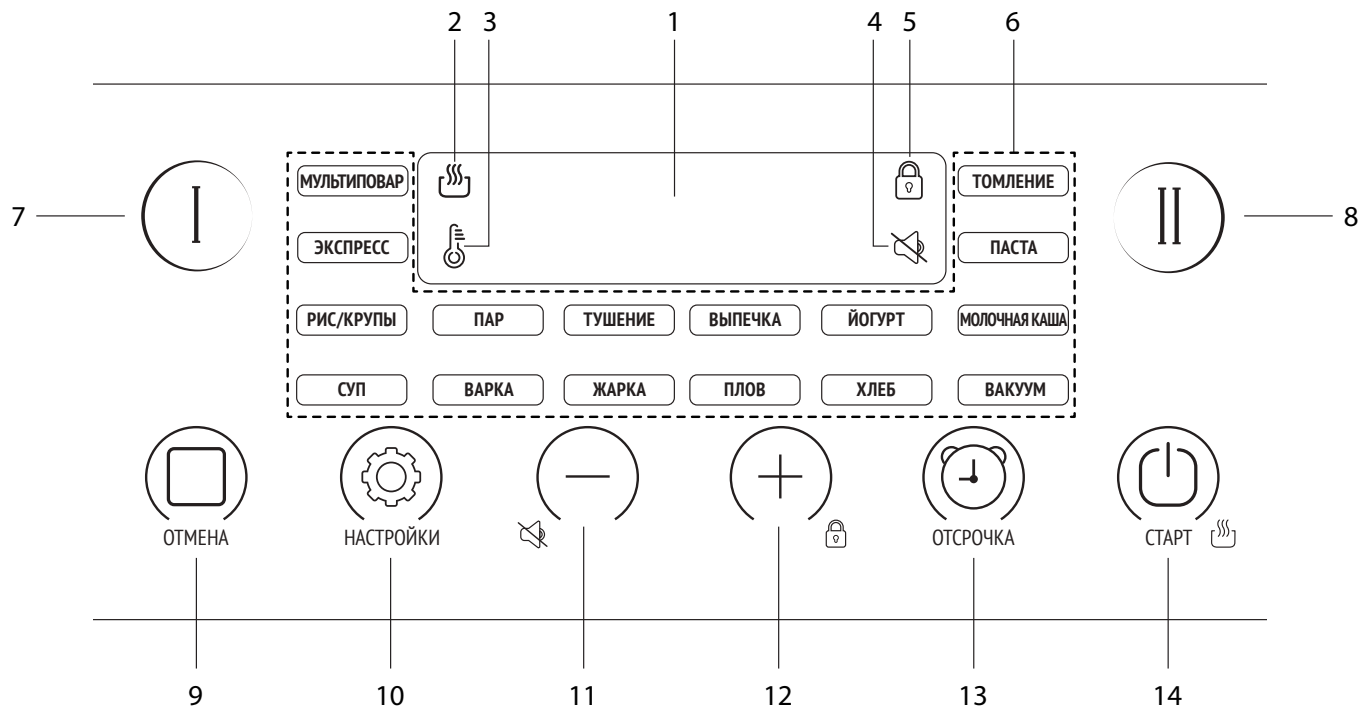 2 3 1 4 5 6
МУЛЬТИПОВАР ТОМЛЕНИЕ
7 I II 8
ЭКСПРЕСС ПАСТА
РИС/КРУПЫ ПАР ТУШЕНИЕ ВЫПЕЧКА ЙОГУРТ МОЛОЧНАЯ КАША
СУП ВАРКА ЖАРКА ПЛОВ ХЛЕБ ВАКУУМ
ОТМЕНА НАСТРОЙКИ ОТСРОЧКА СТАРТ
9 10 11 12 13 14